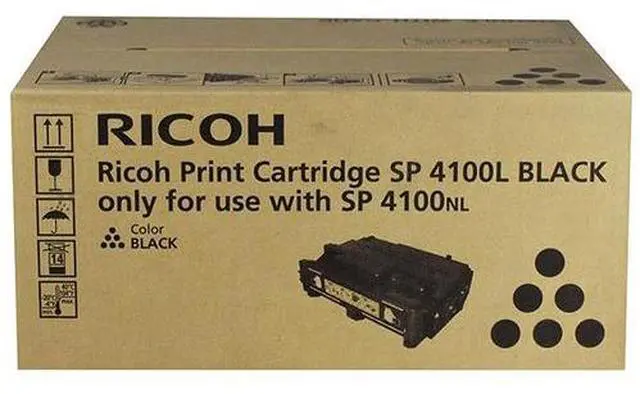 RICOH
Ricoh Print Cartridge SP 4100L BLACK
only for use with SP 4100NL
Color
BLACK
14